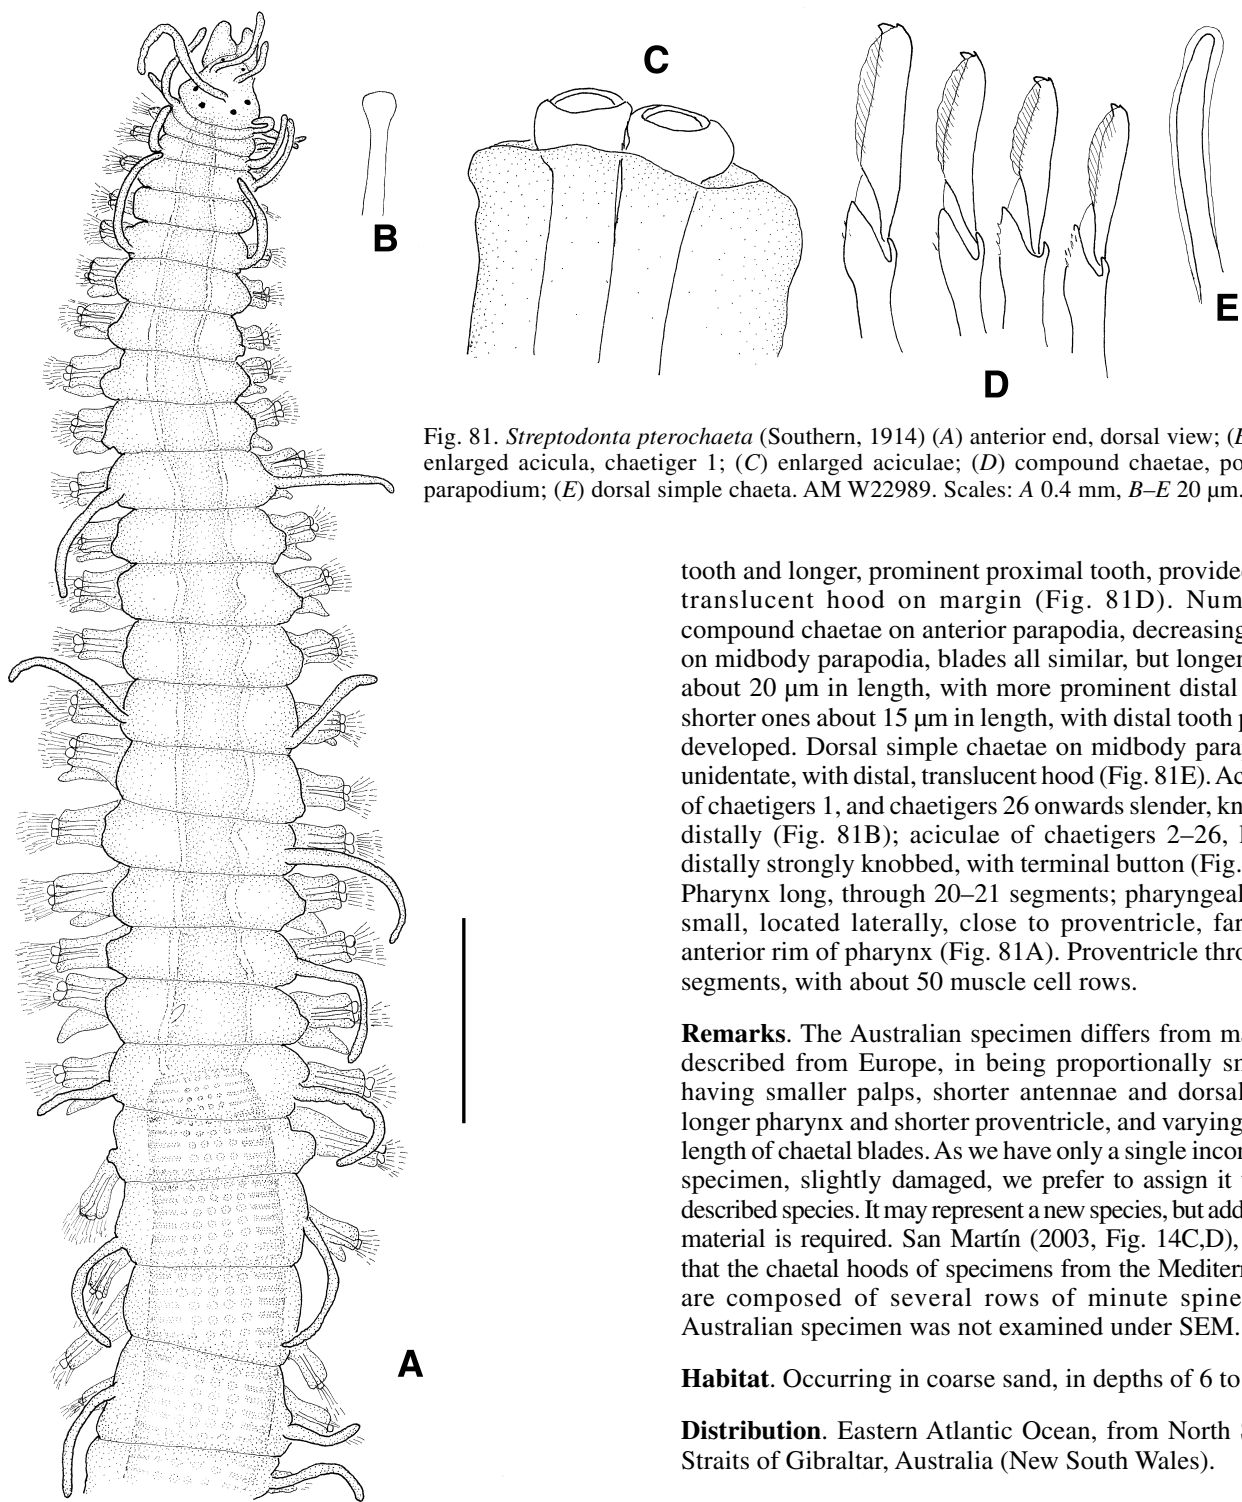 C
B
D
E
Fig. 81. Streptodonta pterochaeta (Southern, 1914) (A) anterior end, dorsal view; (
enlarged acicula, chaetiger 1; (C) enlarged aciculae; (D) compound chaetae,
parapodium; (E) dorsal simple chaeta. AM W22989. Scales: A 0.4 mm, B–E 20 µm.
tooth and longer, prominent proximal tooth,
translucent hood on margin (Fig. 81D).
compound chaetae on anterior parapodia, decreasing
on midbody parapodia, blades all similar, but longer
about 20 µm in length, with more prominent distal
shorter ones about 15 µm in length, with distal tooth
developed. Dorsal simple chaetae on midbody
unidentate, with distal, translucent hood (Fig. 81E).
of chaetigers 1, and chaetigers 26 onwards slender,
distally (Fig. 81B); aciculae of chaetigers 2–26,
distally strongly knobbed, with terminal button (Fig.
Pharynx long, through 20–21 segments; pharyngeal
small, located laterally, close to proventricle, far
anterior rim of pharynx (Fig. 81A). Proventricle
segments, with about 50 muscle cell rows.
Remarks. The Australian specimen differs from
described from Europe, in being proportionally
having smaller palps, shorter antennae and dorsal
longer pharynx and shorter proventricle, and varying
length of chaetal blades. As we have only a single
specimen, slightly damaged, we prefer to assign it
described species. It may represent a new species, but
material is required. San Martín (2003, Fig. 14C,D),
that the chaetal hoods of specimens from the
are composed of several rows of minute
Australian specimen was not examined under SEM.
A
Habitat. Occurring in coarse sand, in depths of 6 to
Distribution. Eastern Atlantic Ocean, from North
Straits of Gibraltar, Australia (New South Wales).